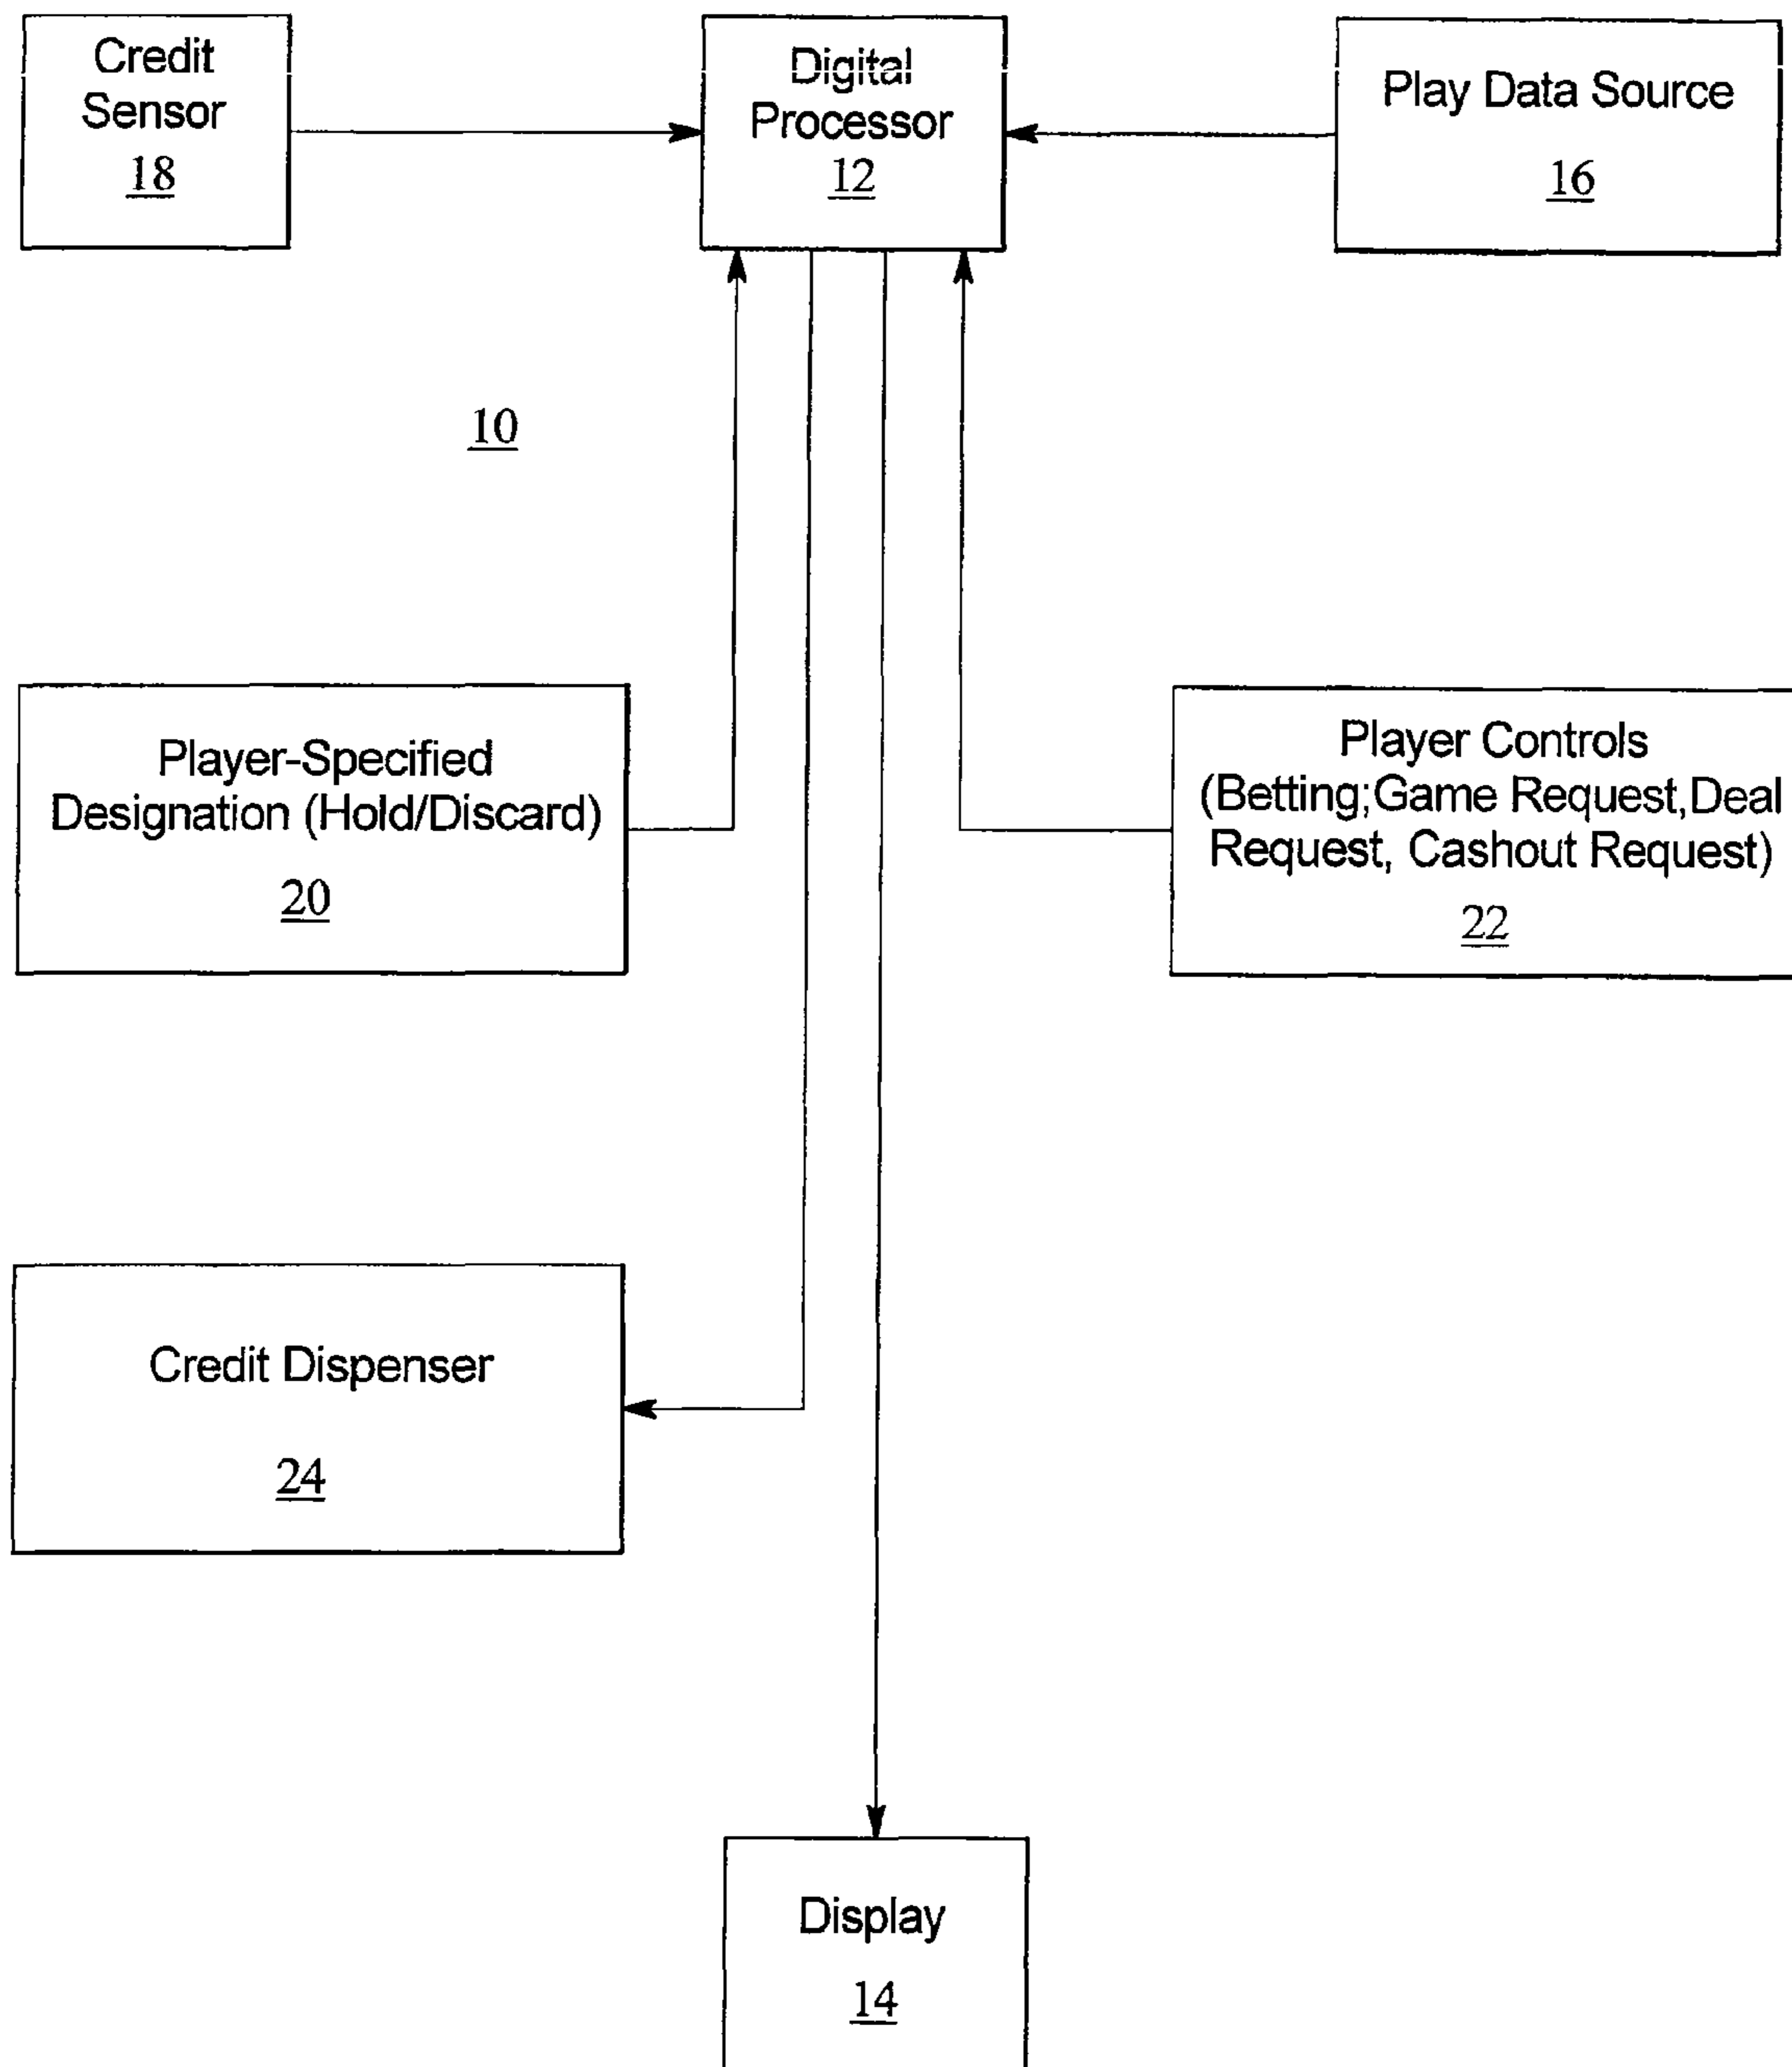 Credit
Sensor
18
Digital
Processor
12
Play Data Source
16
10
Player-Specified
Designation (Hold/Discard)
20
Player Controls
(Betting;Game Request,Deal
Request, Cashout Request)
22
Credit Dispenser
24
Display
14